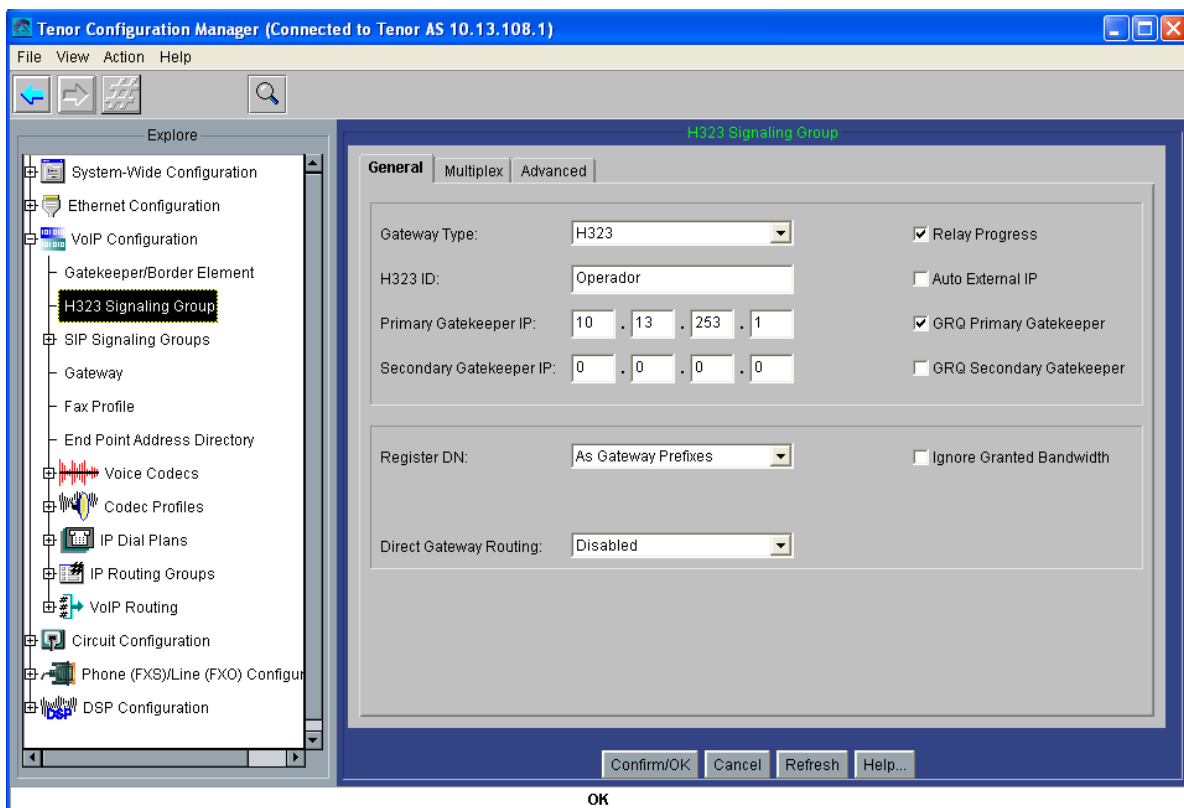 Tenor Configuration Manager (Connected to Tenor AS 10.13.108.1)
File View Action Help
Explore
System-Wide Configuration
Ethernet Configuration
VoIP Configuration
Gatekeeper/Border Element
H323 Signaling Group
SIP Signaling Groups
Gateway
Fax Profile
End Point Address Directory
Voice Codecs
Codec Profiles
IP Dial Plans
IP Routing Groups
VoIP Routing
Circuit Configuration
Phone (FXS)/Line (FXO) Configur
DSP DSP Configuration
H323 Signaling Group
General Multiplex Advanced
Gateway Type: H323 Relay Progress
H323 ID: Operador Auto External IP
Primary Gatekeeper IP: 10 . 13 . 253 . 1 GRQ Primary Gatekeeper
Secondary Gatekeeper IP: 0 . 0 . 0 . 0 GRQ Secondary Gatekeeper
Register DN: As Gateway Prefixes Ignore Granted Bandwidth
Direct Gateway Routing: Disabled
Confirm/OK Cancel Refresh Help...
OK